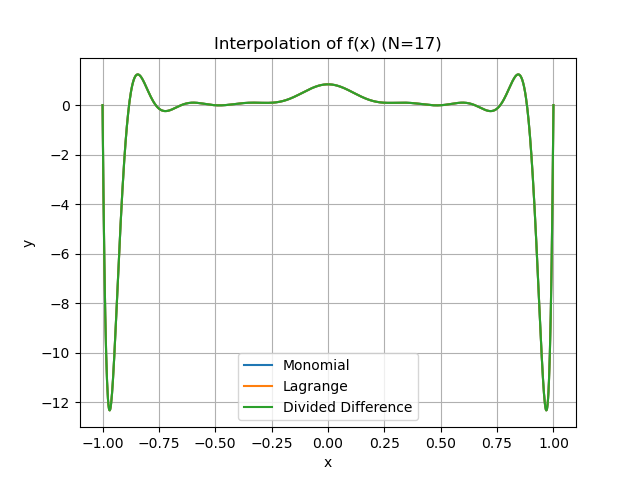 Interpolation of f(x) (N=17)
y
0
−2
−4
−6
−8
−10
−12
Monomial
Lagrange
Divided Difference
−1.00 −0.75 −0.50 −0.25 0.00 0.25 0.50 0.75 1.00
x